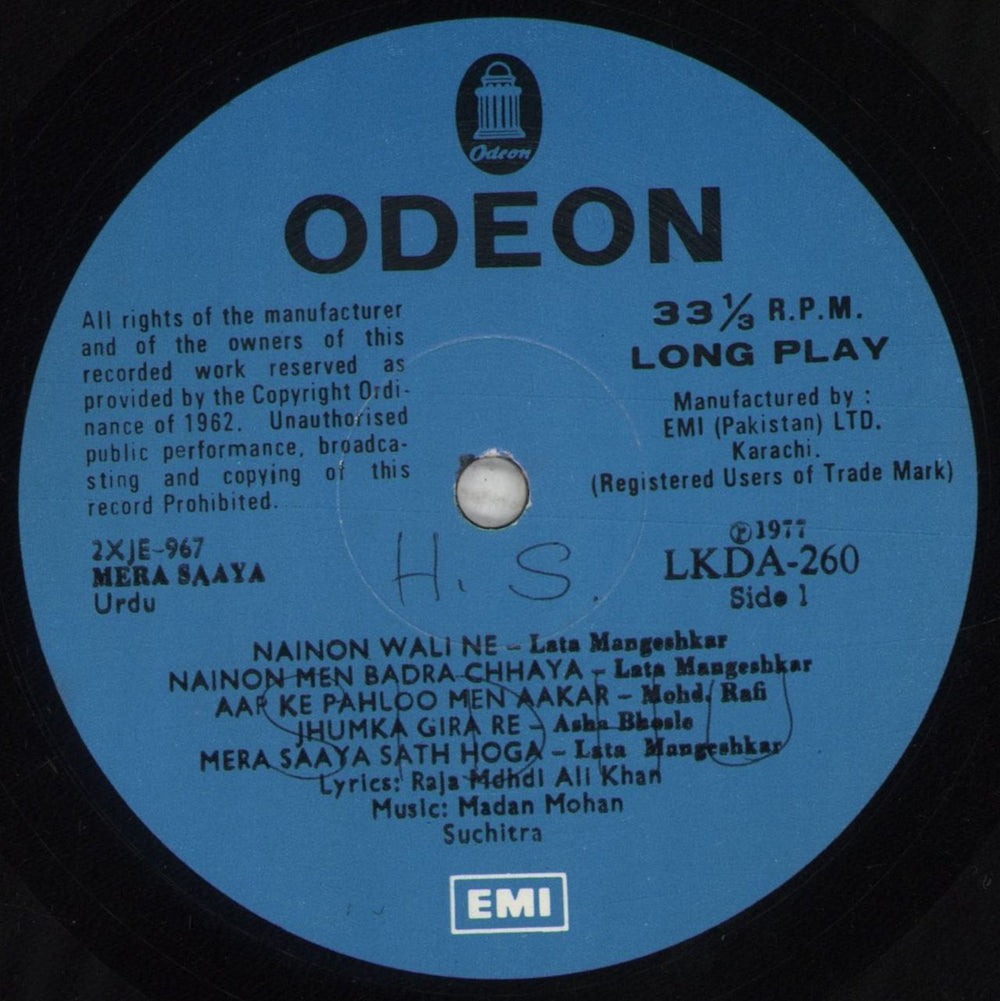 Odeon
ODEON
All rights of the manufacturer
and of the owners of this
recorded work reserved as
provided by the Copyright Ordi-
nance of 1962. Unauthorised
public performance, broadca-
sting and copying of this
record Prohibited.
33⅓ R.P.M.
LONG PLAY
Manufactured by :
EMI (Pakistan) LTD.
Karachi.
(Registered Users of Trade Mark)
2XJE-967
MERA SAAYA
Urdu
H. S.
℗1977
LKDA-260
Side 1
NAINON WALI NE – Lata Mangeshkar
NAINON MEN BADRA CHHAYA – Lata Mangeshkar
AAP KE PAHLOO MEN AAKAR – Mohd. Rafi
JHUMKA GIRA RE – Asha Bhosle
MERA SAAYA SATH HOGA – Lata Mangeshkar
Lyrics: Raja Mehdi Ali Khan
Music: Madan Mohan
Suchitra
EMI